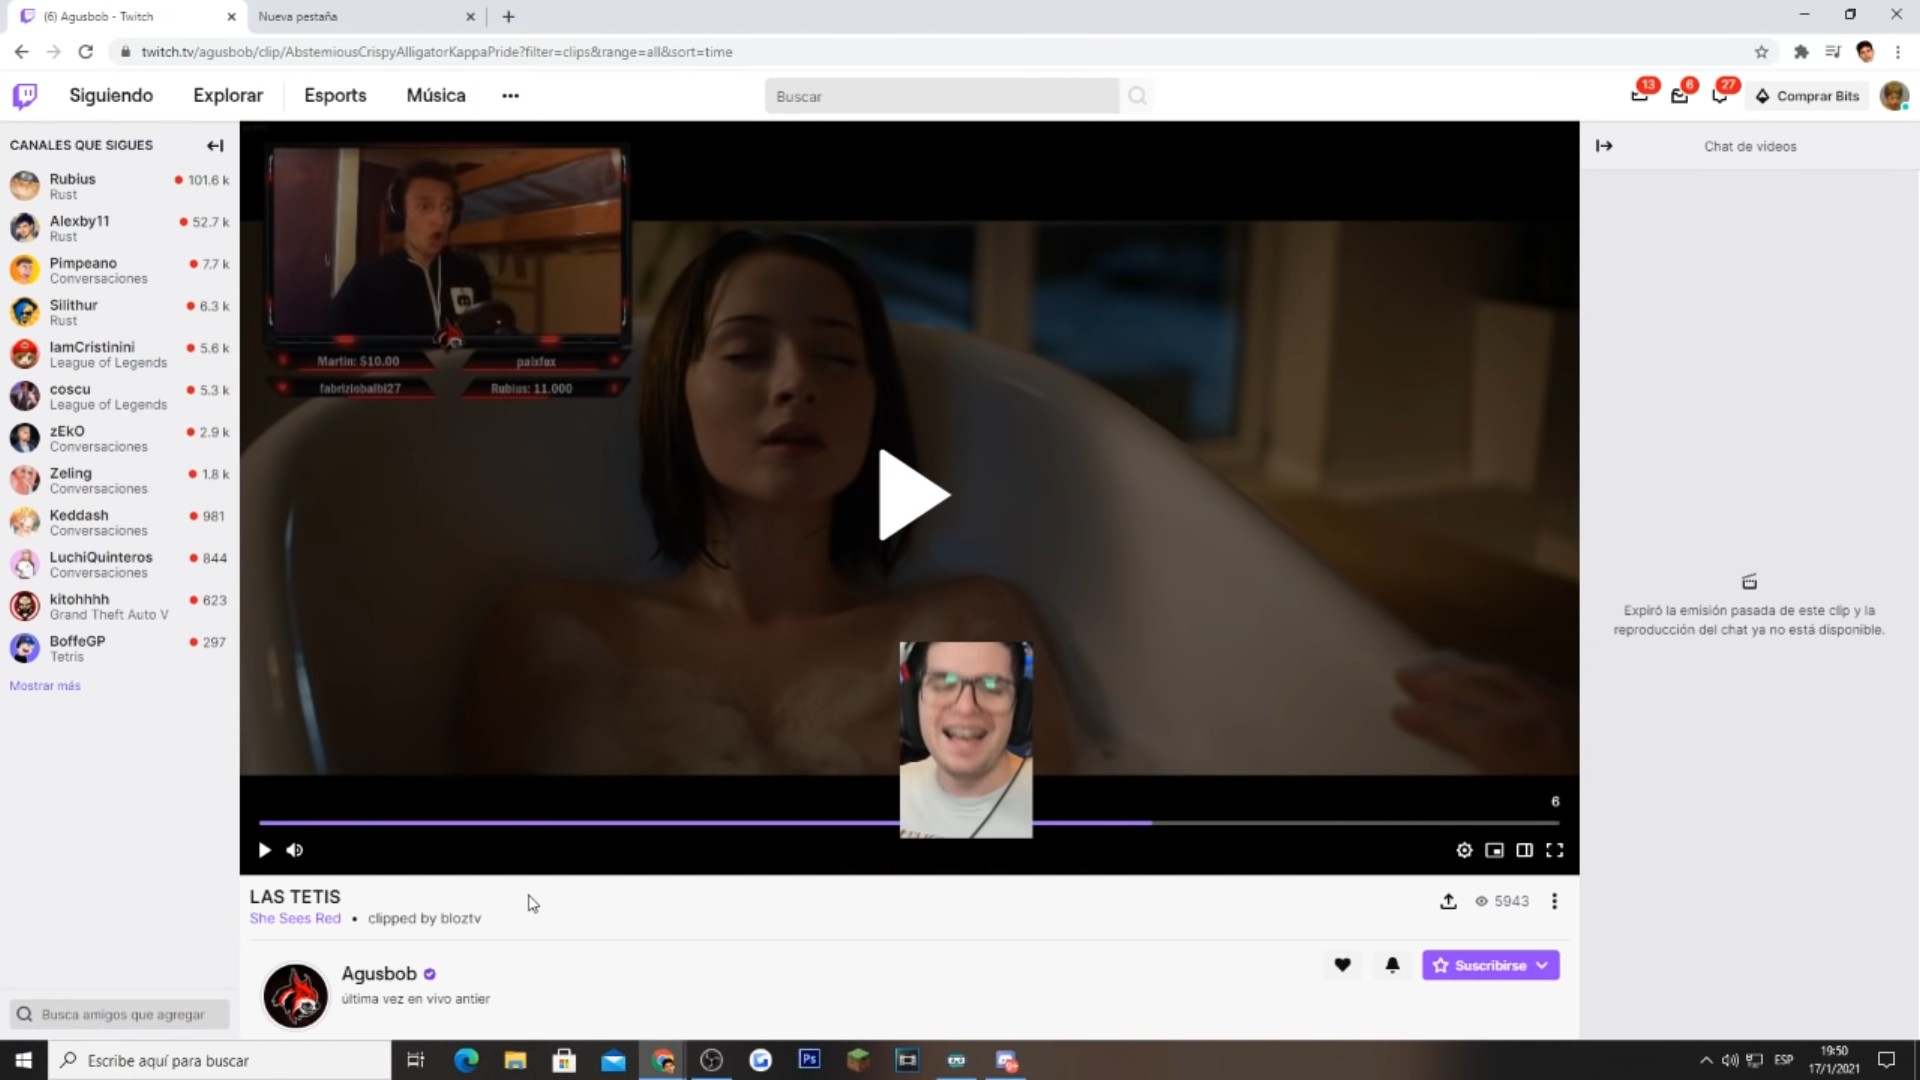 (6) Agusbob - Twitch
Nueva pestaña
twitch.tv/agusbob/clip/AbstemiousCrispyAlligatorKappaPride?filter=clips&range=all&sort=time
Siguiendo
Explorar
Esports
Música
Buscar
13
6
27
Comprar Bits
CANALES QUE SIGUES
Rubius
101.6 k
Rust
Alexby11
52.7 k
Rust
Pimpeano
7.7 k
Conversaciones
Silithur
6.3 k
Rust
IamCristinini
5.6 k
League of Legends
coscu
5.3 k
League of Legends
zEkO
2.9 k
Conversaciones
Zeling
1.8 k
Conversaciones
Keddash
981
Conversaciones
LuchiQuinteros
844
Conversaciones
kitohhhh
623
Grand Theft Auto V
BoffeGP
297
Tetris
Mostrar más
Busca amigos que agregar
Martin: $10.00
palxfox
fabriziobalbi27
Rubius: 11.000
6
LAS TETIS
She Sees Red • clipped by bloztv
5943
Agusbob
última vez en vivo antier
Suscribirse
Chat de videos
Expiró la emisión pasada de este clip y la
reproducción del chat ya no está disponible.
Escribe aquí para buscar
Ps
ESP
19:50
17/1/2021